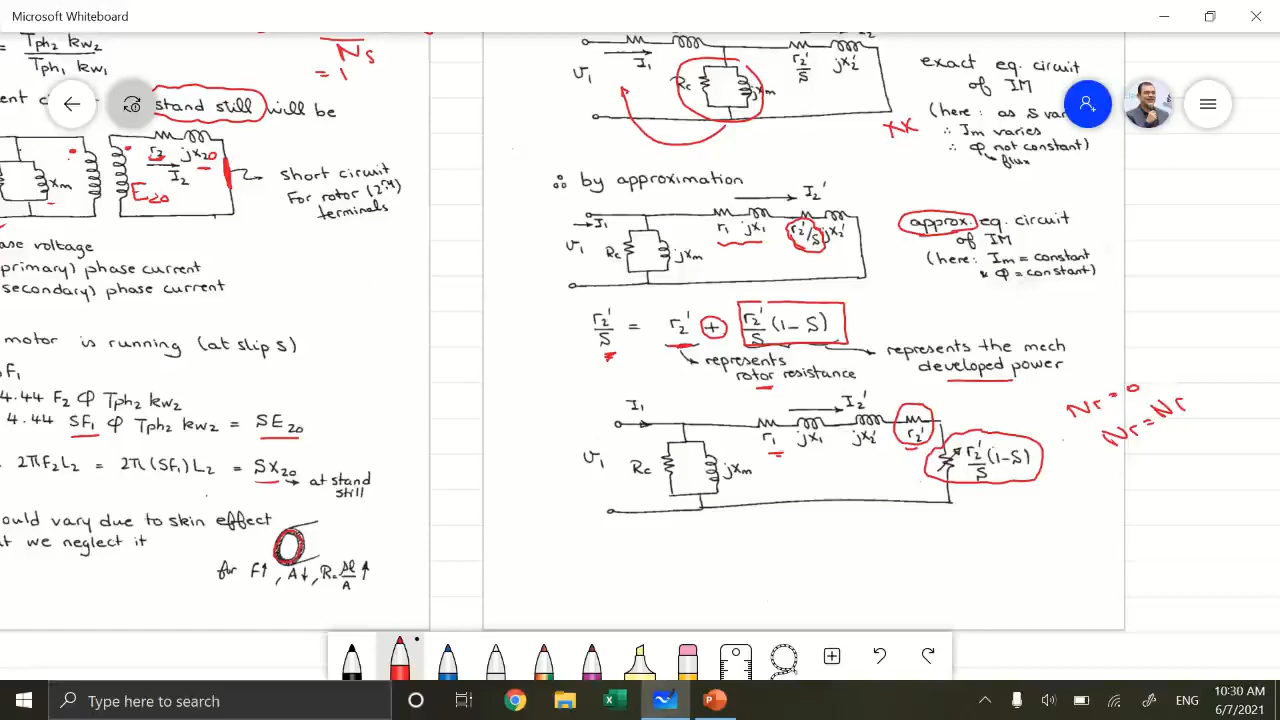 Microsoft Whiteboard
= Tph2 kw2
Tph1 kw1
Ns
= 1
stand still will be
r2 jX20
I2
Xm
E20
short circuit
For rotor (2ry)
terminals
ase voltage
(primary) phase current
(secondary) phase current
motor is running (at slip s)
F1
4.44 F2 φ Tph2 kw2
4.44 SF1 φ Tph2 kw2 = SE20
2πF2L2 = 2π(SF1)L2 = SX20
at stand
still
ould vary due to skin effect
t we neglect it
for F↑ , A↓, R=ρl/A ↑
I1
V1
Rc jXm
r2'/S jX2'
exact eq. circuit
of IM
(here: as S var
∴ Im varies
∴ φ not constant)
flux
XX
∴ by approximation
I2'
I1
r1 jX1 r2'/S jX2'
V1
Rc jXm
approx. eq. circuit
of IM
(here: Im = constant
& φ = constant)
r2'/S = r2' + r2'/S (1-S)
represents
rotor resistance
represents the mech
developed power
Nr = 0
Nr = Nr
I1
I2'
r1 jX1 jX2' r2'
V1
Rc jXm
r2'/S (1-S)
Type here to search
ENG
10:30 AM
6/7/2021